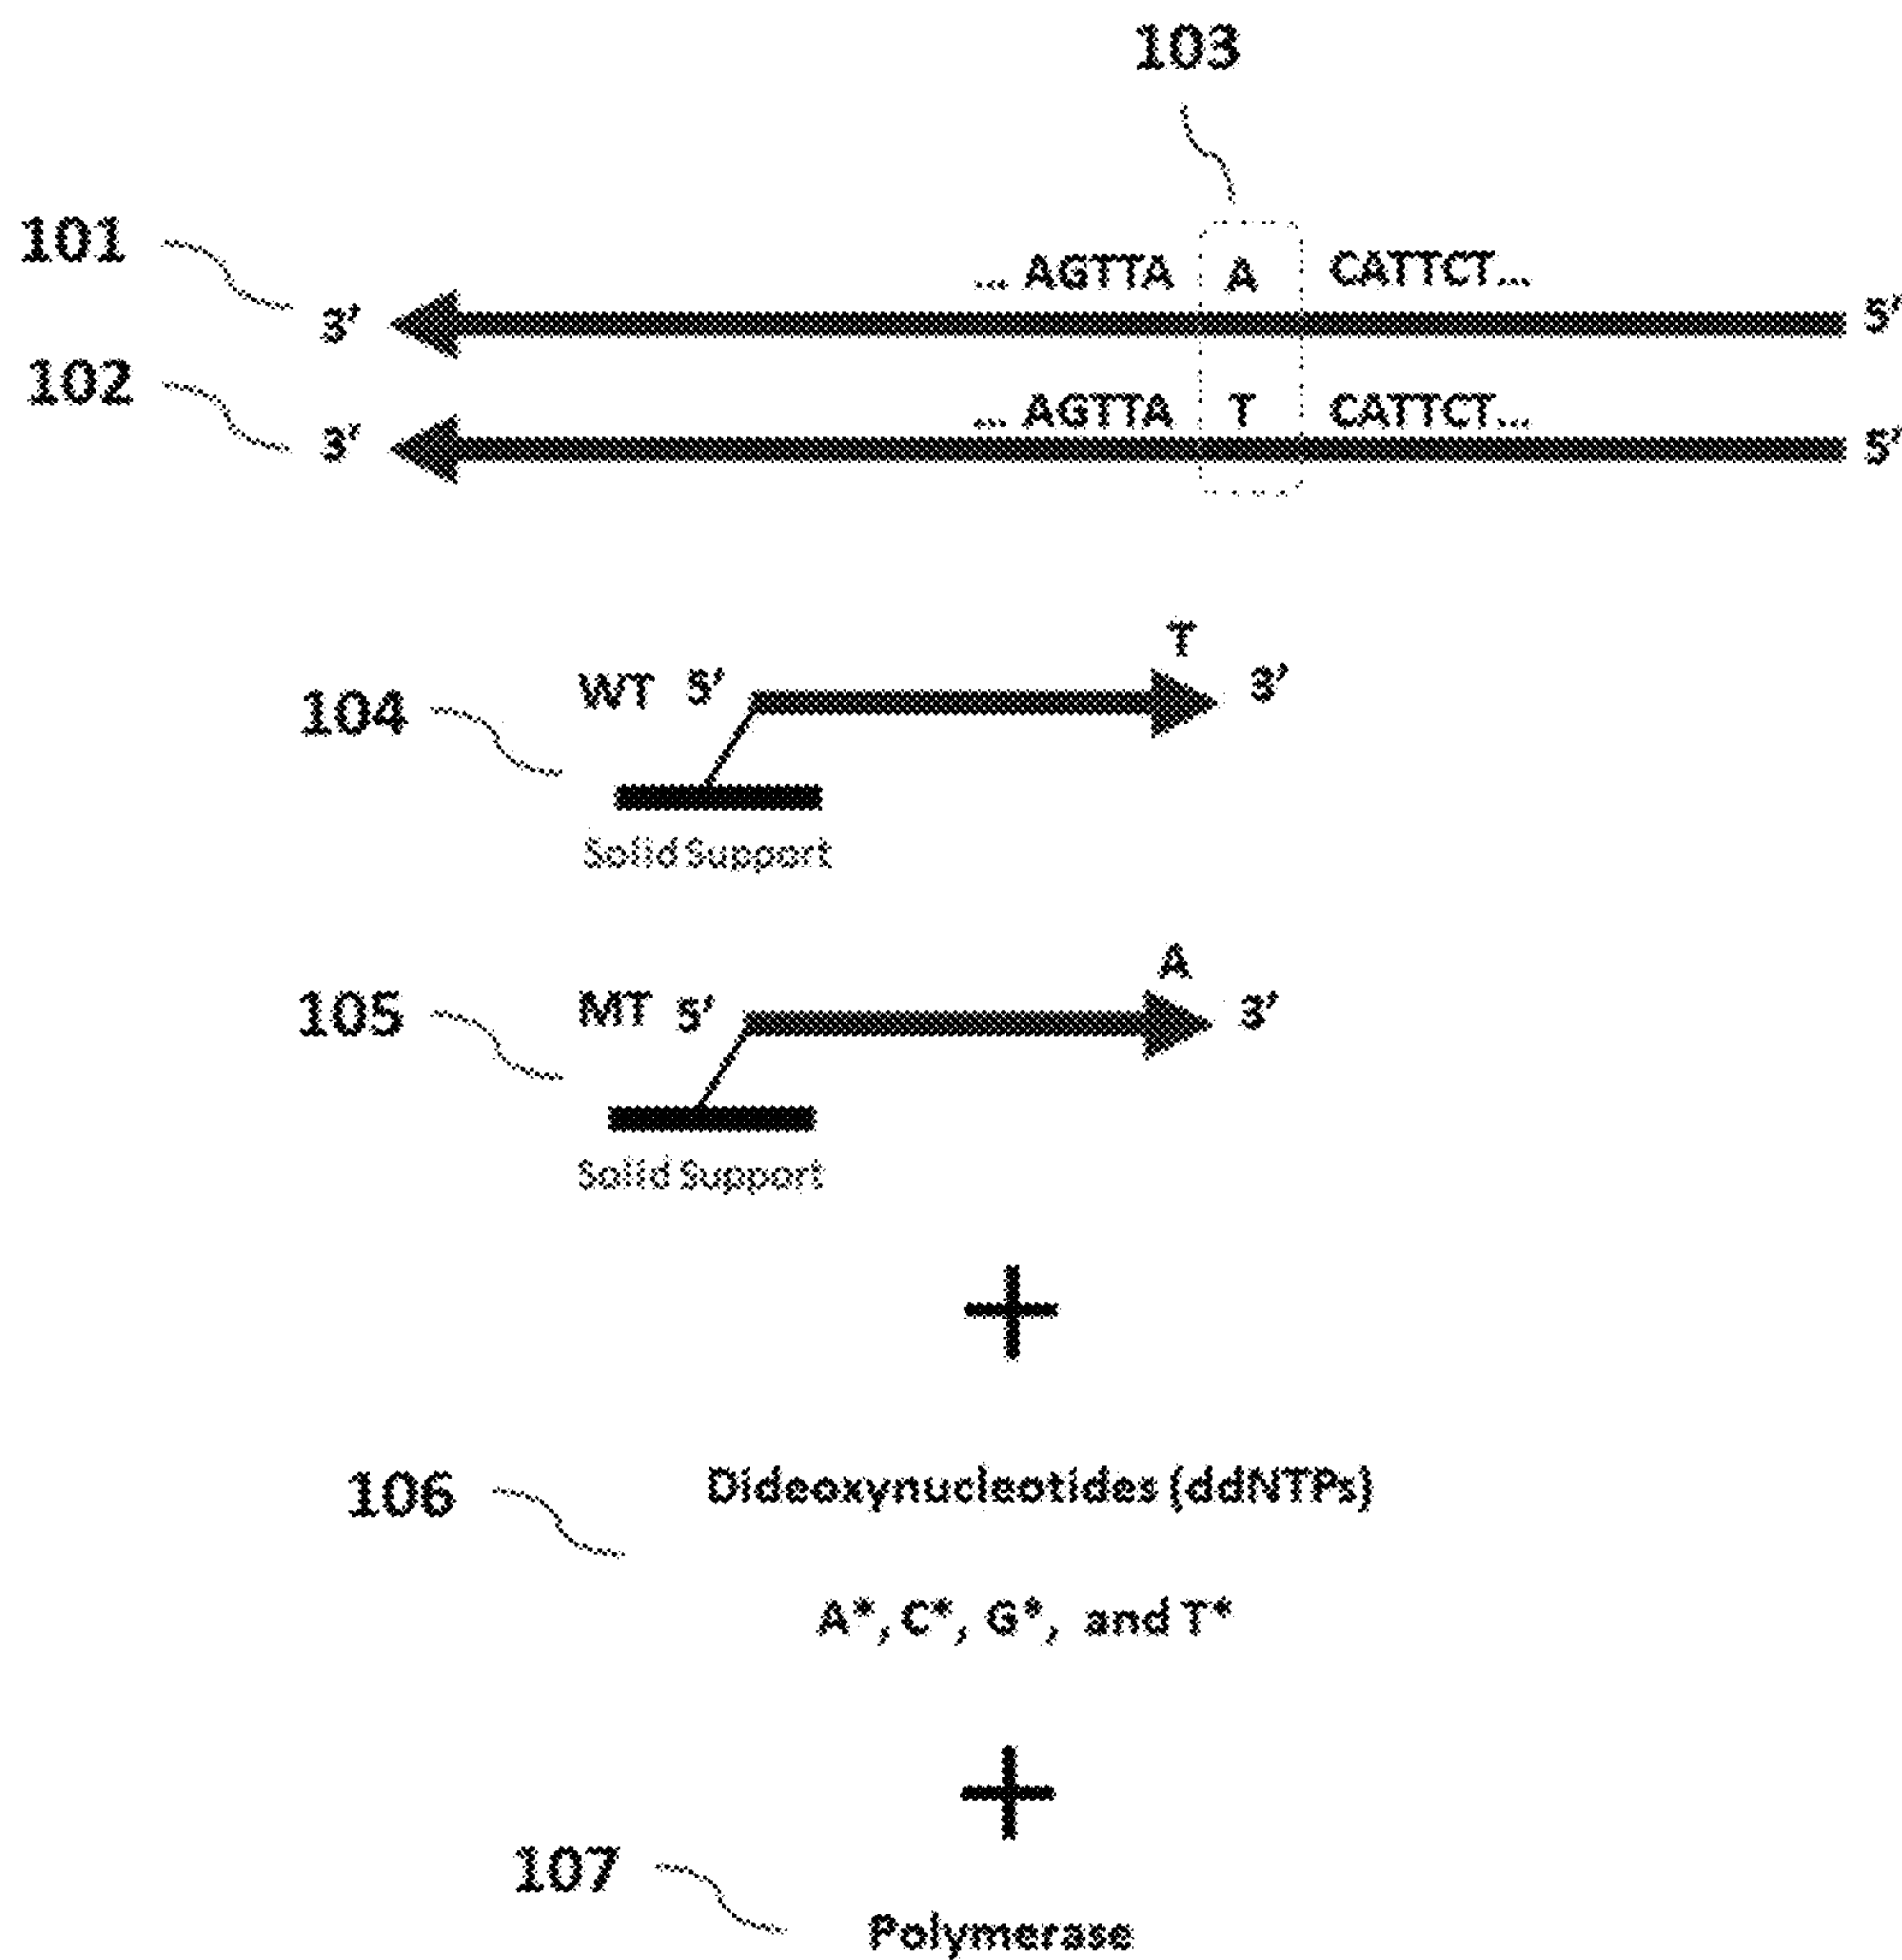 103
101
... AGTTA A CATTCT...
3' 5'
102
... AGTTA T CATTCT...
3' 5'
T
104 WT 5' 3'
Solid Support
A
105 MT 5' 3'
Solid Support
+
106 Dideoxynucleotides (ddNTPs)
A*, C*, G*, and T*
+
107
Polymerase